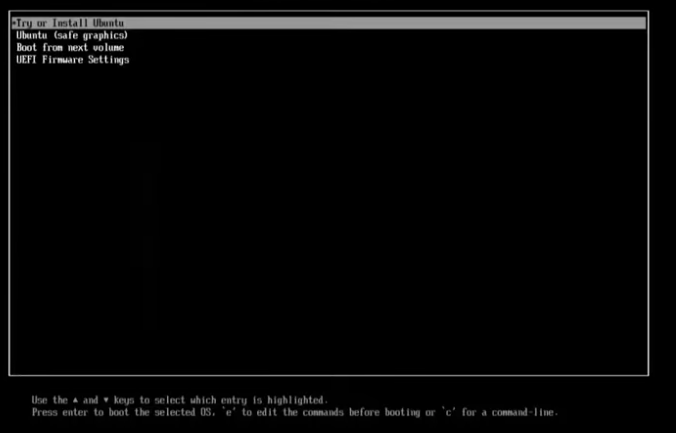 *Try or Install Ubuntu
Ubuntu (safe graphics)
Boot from next volume
UEFI Firmware Settings
Use the ▲ and ▼ keys to select which entry is highlighted.
Press enter to boot the selected OS, `e' to edit the commands before booting or `c' for a command-line.